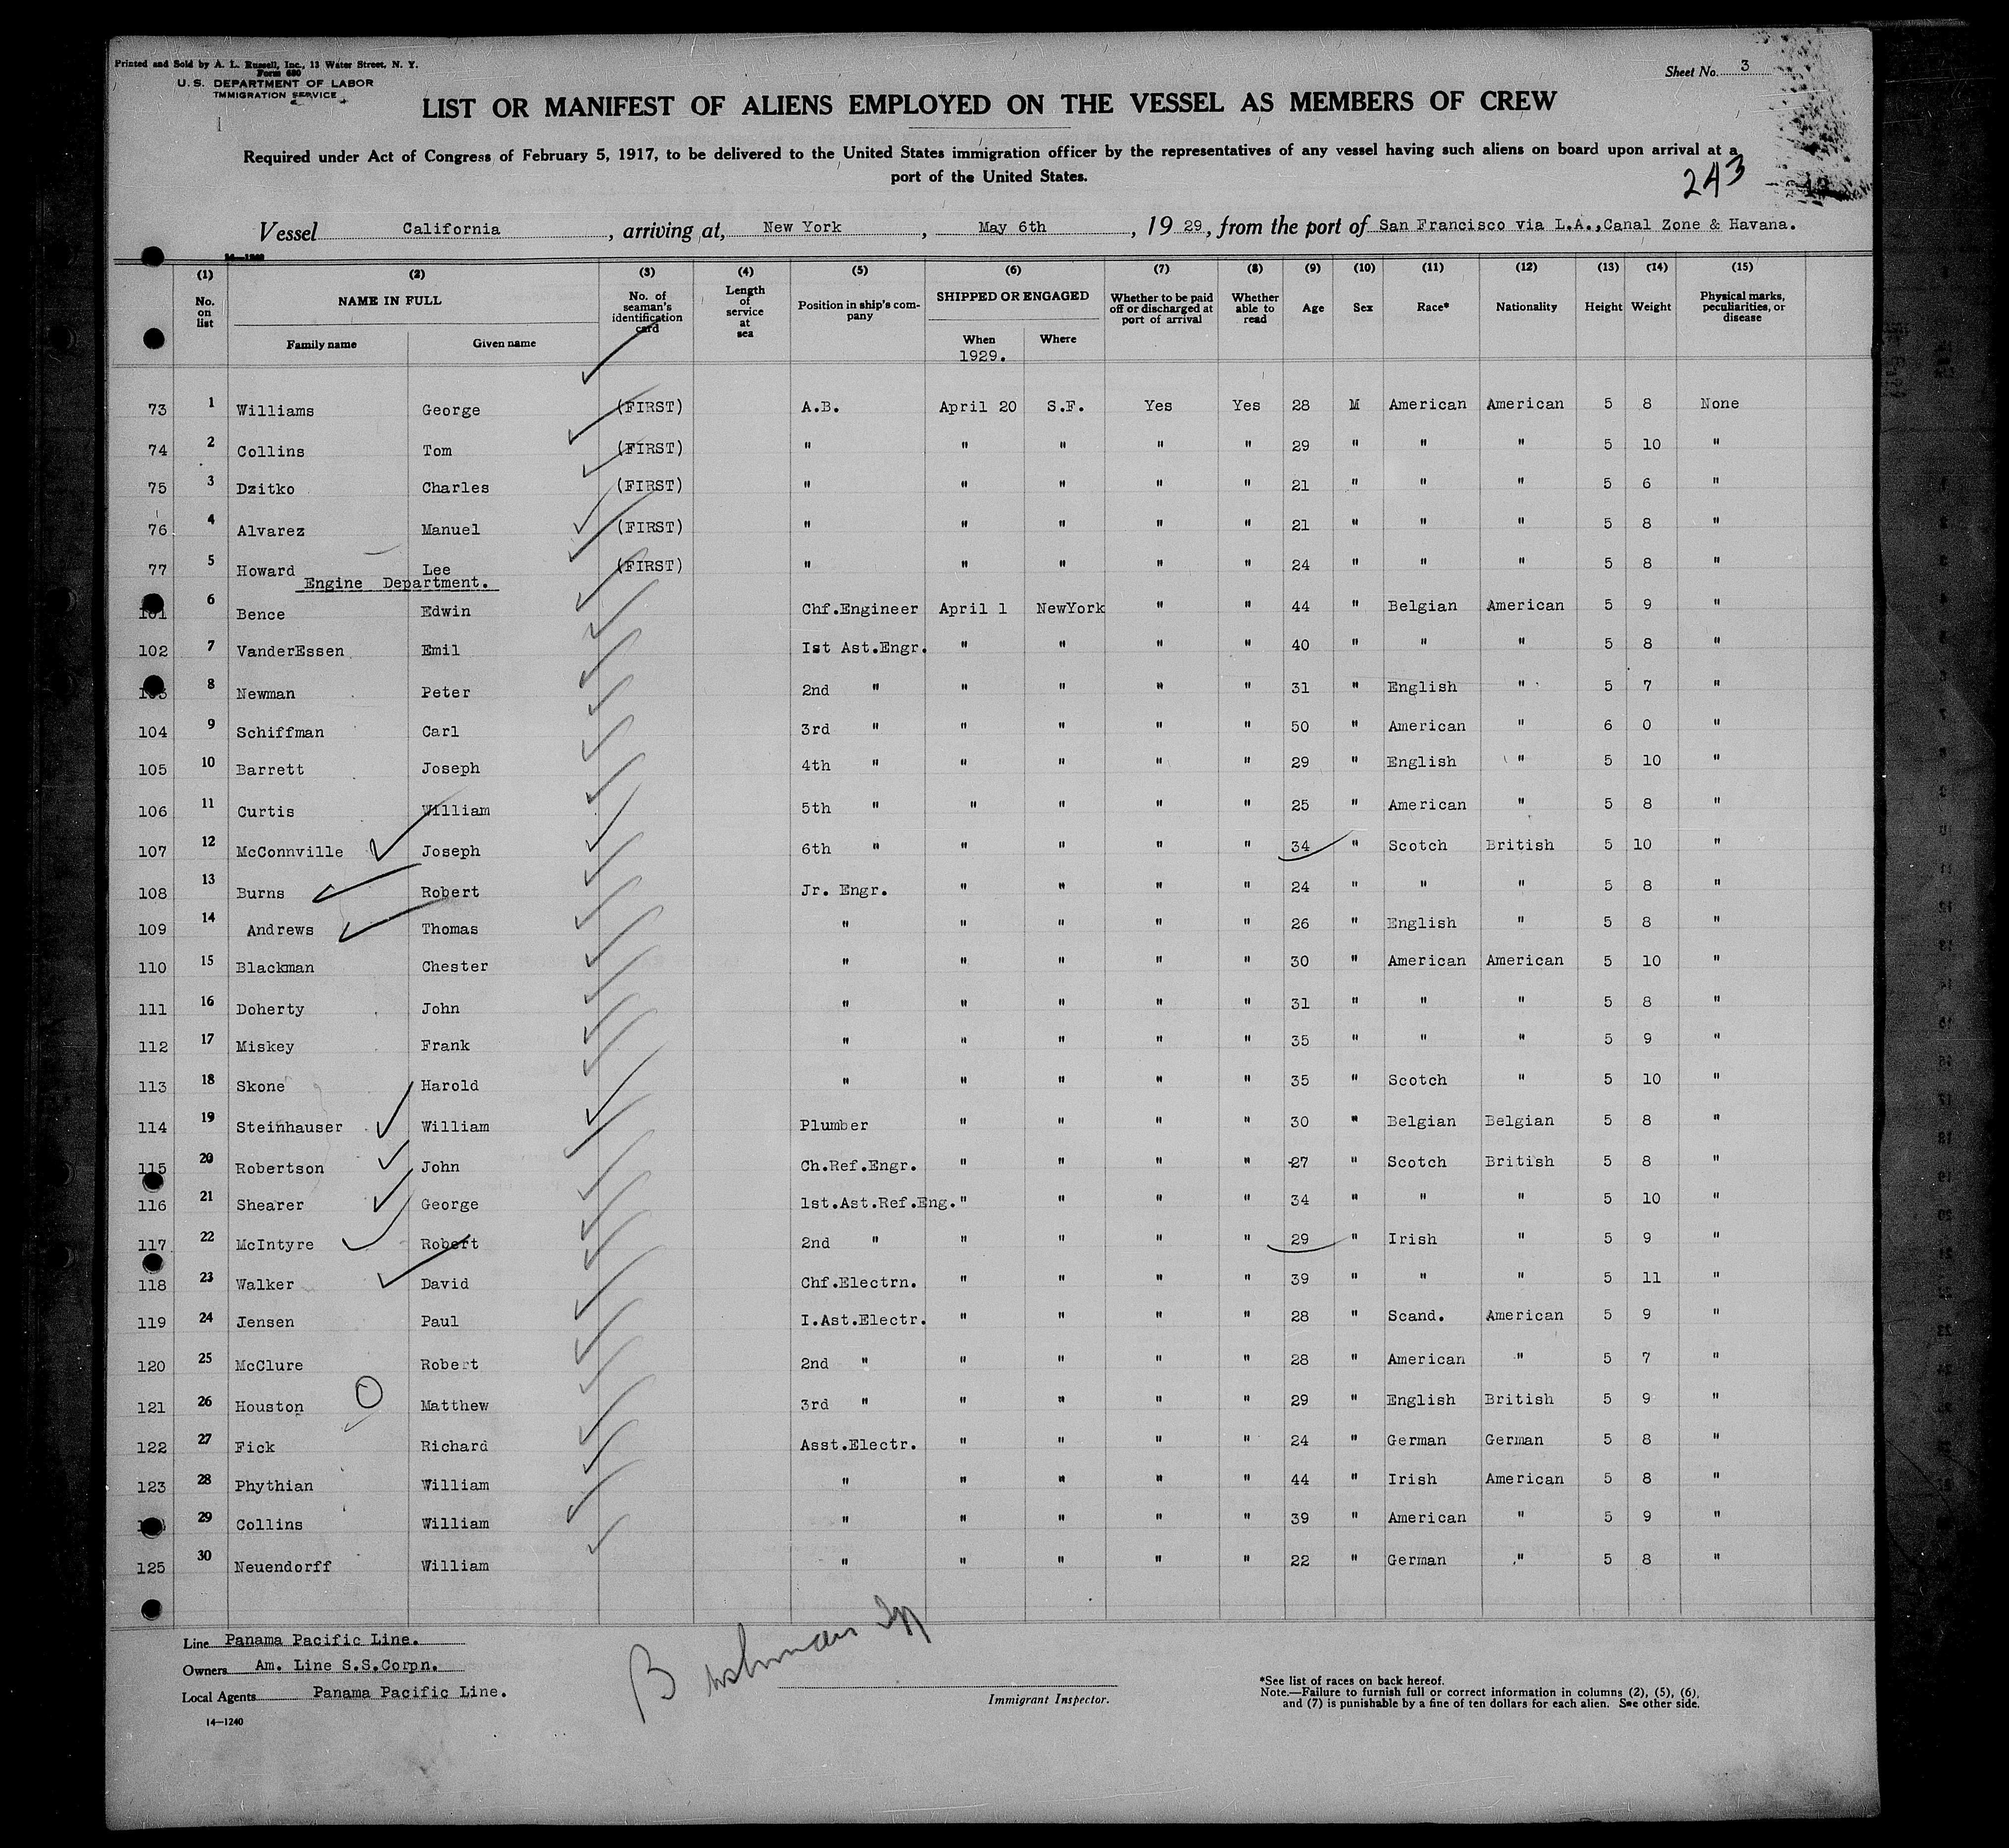 Printed and Sold by A. L. Russell, Inc., 13 Water Street, N. Y.
Form 680
U. S. DEPARTMENT OF LABOR
IMMIGRATION SERVICE
Sheet No. 3
LIST OR MANIFEST OF ALIENS EMPLOYED ON THE VESSEL AS MEMBERS OF CREW
Required under Act of Congress of February 5, 1917, to be delivered to the United States immigration officer by the representatives of any vessel having such aliens on board upon arrival at a
port of the United States.
243
Vessel California, arriving at, New York, May 6th, 19 29, from the port of San Francisco via L.A.,Canal Zone & Havana.
14—1240
(1) (2) (3) (4) (5) (6) (7) (8) (9) (10) (11) (12) (13) (14) (15)
No. on list NAME IN FULL Family name Given name No. of seaman's identification card Length of service at sea Position in ship's company SHIPPED OR ENGAGED When 1929. Where Whether to be paid off or discharged at port of arrival Whether able to read Age Sex Race* Nationality Height Weight Physical marks, peculiarities, or disease
73 1 Williams George (FIRST) A.B. April 20 S.F. Yes Yes 28 M American American 5 8 None
74 2 Collins Tom (FIRST) " " " " " 29 " " " 5 10 "
75 3 Dzitko Charles (FIRST) " " " " " 21 " " " 5 6 "
76 4 Alvarez Manuel (FIRST) " " " " " 21 " " " 5 8 "
77 5 Howard Lee (FIRST) " " " " " 24 " " " 5 8 "
Engine Department.
101 6 Bence Edwin Chf.Engineer April 1 NewYork " " 44 " Belgian American 5 9 "
102 7 VanderEssen Emil Ist Ast.Engr. " " " " 40 " " " 5 8 "
103 8 Newman Peter 2nd " " " " " 31 " English " 5 7 "
104 9 Schiffman Carl 3rd " " " " " 50 " American " 6 0 "
105 10 Barrett Joseph 4th " " " " " 29 " English " 5 10 "
106 11 Curtis William 5th " " " " " 25 " American " 5 8 "
107 12 McConnville Joseph 6th " " " " " 34 " Scotch British 5 10 "
108 13 Burns Robert Jr. Engr. " " " " 24 " " " 5 8 "
109 14 Andrews Thomas " " " " " 26 " English " 5 8 "
110 15 Blackman Chester " " " " " 30 " American American 5 10 "
111 16 Doherty John " " " " " 31 " " " 5 8 "
112 17 Miskey Frank " " " " " 35 " " " 5 9 "
113 18 Skone Harold " " " " " 35 " Scotch " 5 10 "
114 19 Steinhauser William Plumber " " " " 30 " Belgian Belgian 5 8 "
115 20 Robertson John Ch.Ref.Engr. " " " " 27 " Scotch British 5 8 "
116 21 Shearer George 1st.Ast.Ref.Eng. " " " " 34 " " " 5 10 "
117 22 McIntyre Robert 2nd " " " " " 29 " Irish " 5 9 "
118 23 Walker David Chf.Electrn. " " " " 39 " " " 5 11 "
119 24 Jensen Paul I.Ast.Electr. " " " " 28 " Scand. American 5 9 "
120 25 McClure Robert 2nd " " " " " 28 " American " 5 7 "
121 26 Houston Matthew 3rd " " " " " 29 " English British 5 9 "
122 27 Fick Richard Asst.Electr. " " " " 24 " German German 5 8 "
123 28 Phythian William " " " " " 44 " Irish American 5 8 "
29 Collins William " " " " " 39 " American " 5 9 "
125 30 Neuendorff William " " " " " 22 " German " 5 8 "
Line Panama Pacific Line.
Owners Am. Line S.S.Corpn.
Local Agents Panama Pacific Line.
14—1240
Immigrant Inspector.
*See list of races on back hereof.
Note.—Failure to furnish full or correct information in columns (2), (5), (6),
and (7) is punishable by a fine of ten dollars for each alien. See other side.